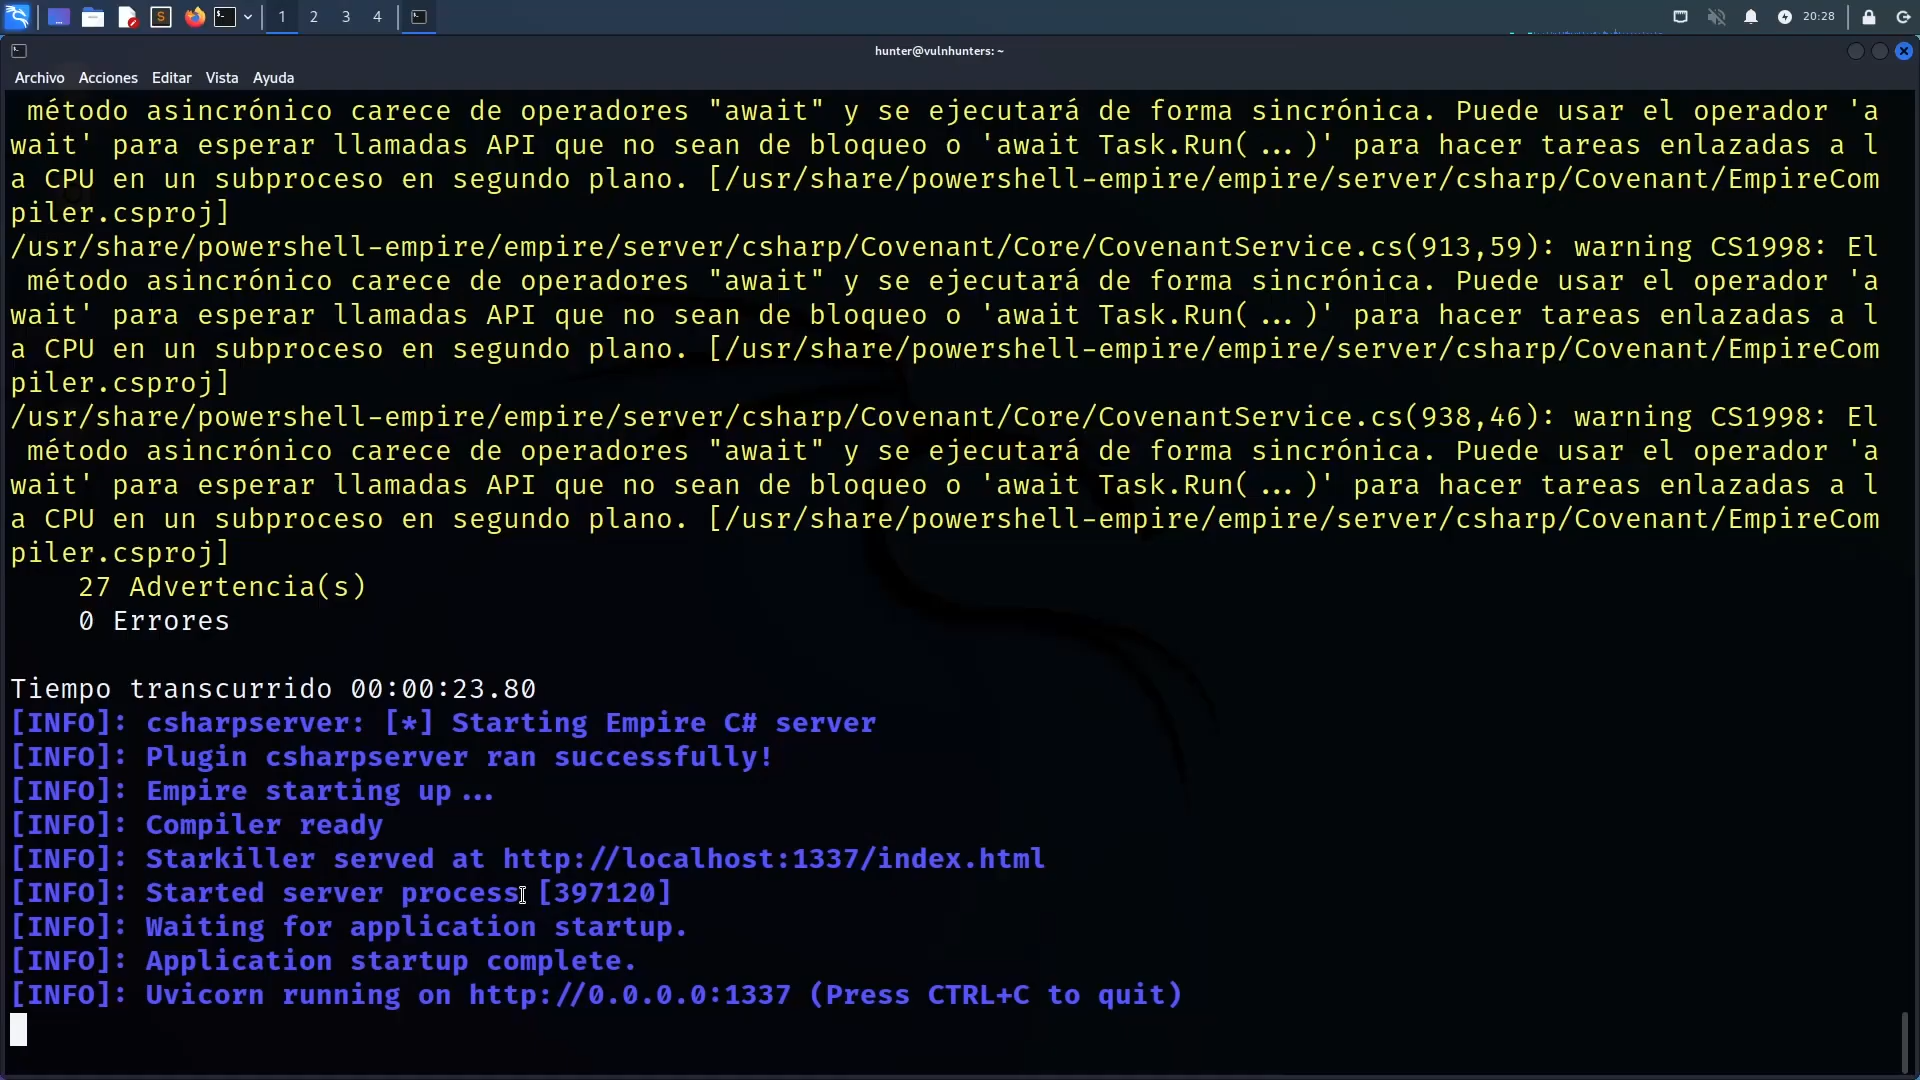 1 2 3 4 20:28
hunter@vulnhunters: ~
Archivo Acciones Editar Vista Ayuda
método asincrónico carece de operadores "await" y se ejecutará de forma sincrónica. Puede usar el operador 'a
wait' para esperar llamadas API que no sean de bloqueo o 'await Task.Run(...)' para hacer tareas enlazadas a l
a CPU en un subproceso en segundo plano. [/usr/share/powershell-empire/empire/server/csharp/Covenant/EmpireCom
piler.csproj]
/usr/share/powershell-empire/empire/server/csharp/Covenant/Core/CovenantService.cs(913,59): warning CS1998: El
método asincrónico carece de operadores "await" y se ejecutará de forma sincrónica. Puede usar el operador 'a
wait' para esperar llamadas API que no sean de bloqueo o 'await Task.Run(...)' para hacer tareas enlazadas a l
a CPU en un subproceso en segundo plano. [/usr/share/powershell-empire/empire/server/csharp/Covenant/EmpireCom
piler.csproj]
/usr/share/powershell-empire/empire/server/csharp/Covenant/Core/CovenantService.cs(938,46): warning CS1998: El
método asincrónico carece de operadores "await" y se ejecutará de forma sincrónica. Puede usar el operador 'a
wait' para esperar llamadas API que no sean de bloqueo o 'await Task.Run(...)' para hacer tareas enlazadas a l
a CPU en un subproceso en segundo plano. [/usr/share/powershell-empire/empire/server/csharp/Covenant/EmpireCom
piler.csproj]
27 Advertencia(s)
0 Errores
Tiempo transcurrido 00:00:23.80
[INFO]: csharpserver: [*] Starting Empire C# server
[INFO]: Plugin csharpserver ran successfully!
[INFO]: Empire starting up...
[INFO]: Compiler ready
[INFO]: Starkiller served at http://localhost:1337/index.html
[INFO]: Started server process [397120]
[INFO]: Waiting for application startup.
[INFO]: Application startup complete.
[INFO]: Uvicorn running on http://0.0.0.0:1337 (Press CTRL+C to quit)